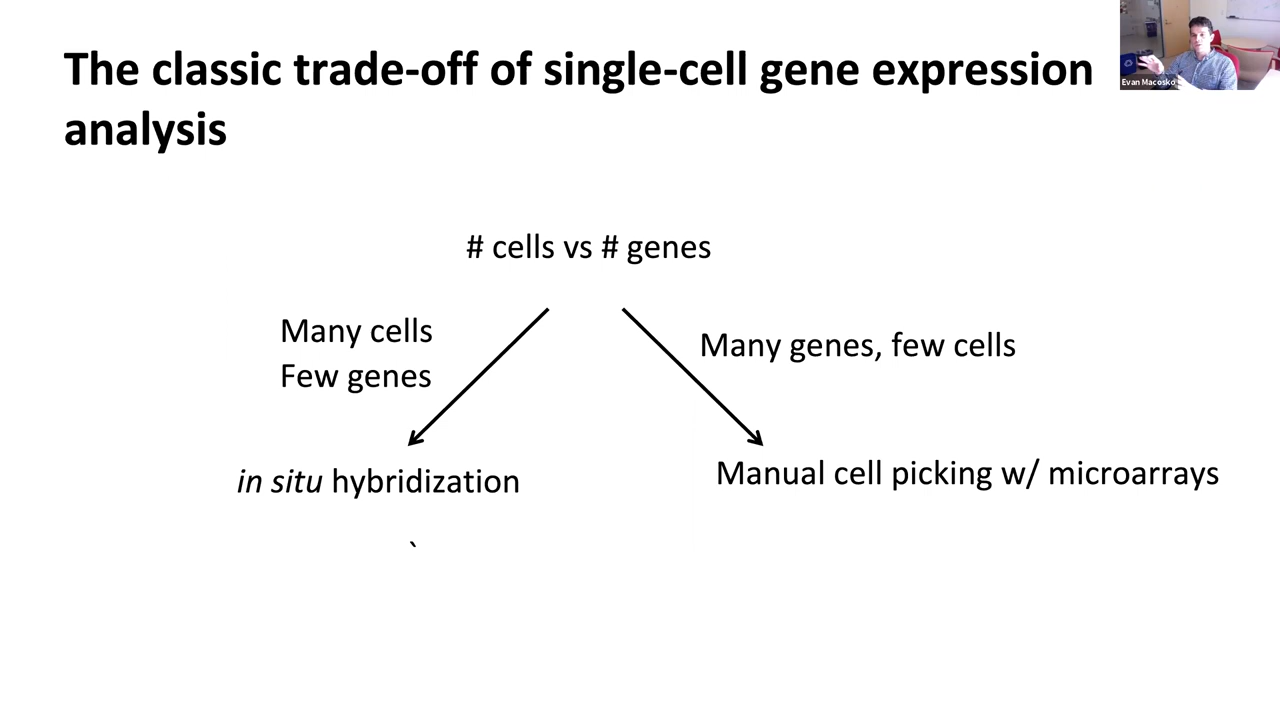 The classic trade-off of single-cell gene expression
analysis
Evan Macosko
# cells vs # genes
Many cells
Few genes
Many genes, few cells
in situ hybridization
Manual cell picking w/ microarrays
`